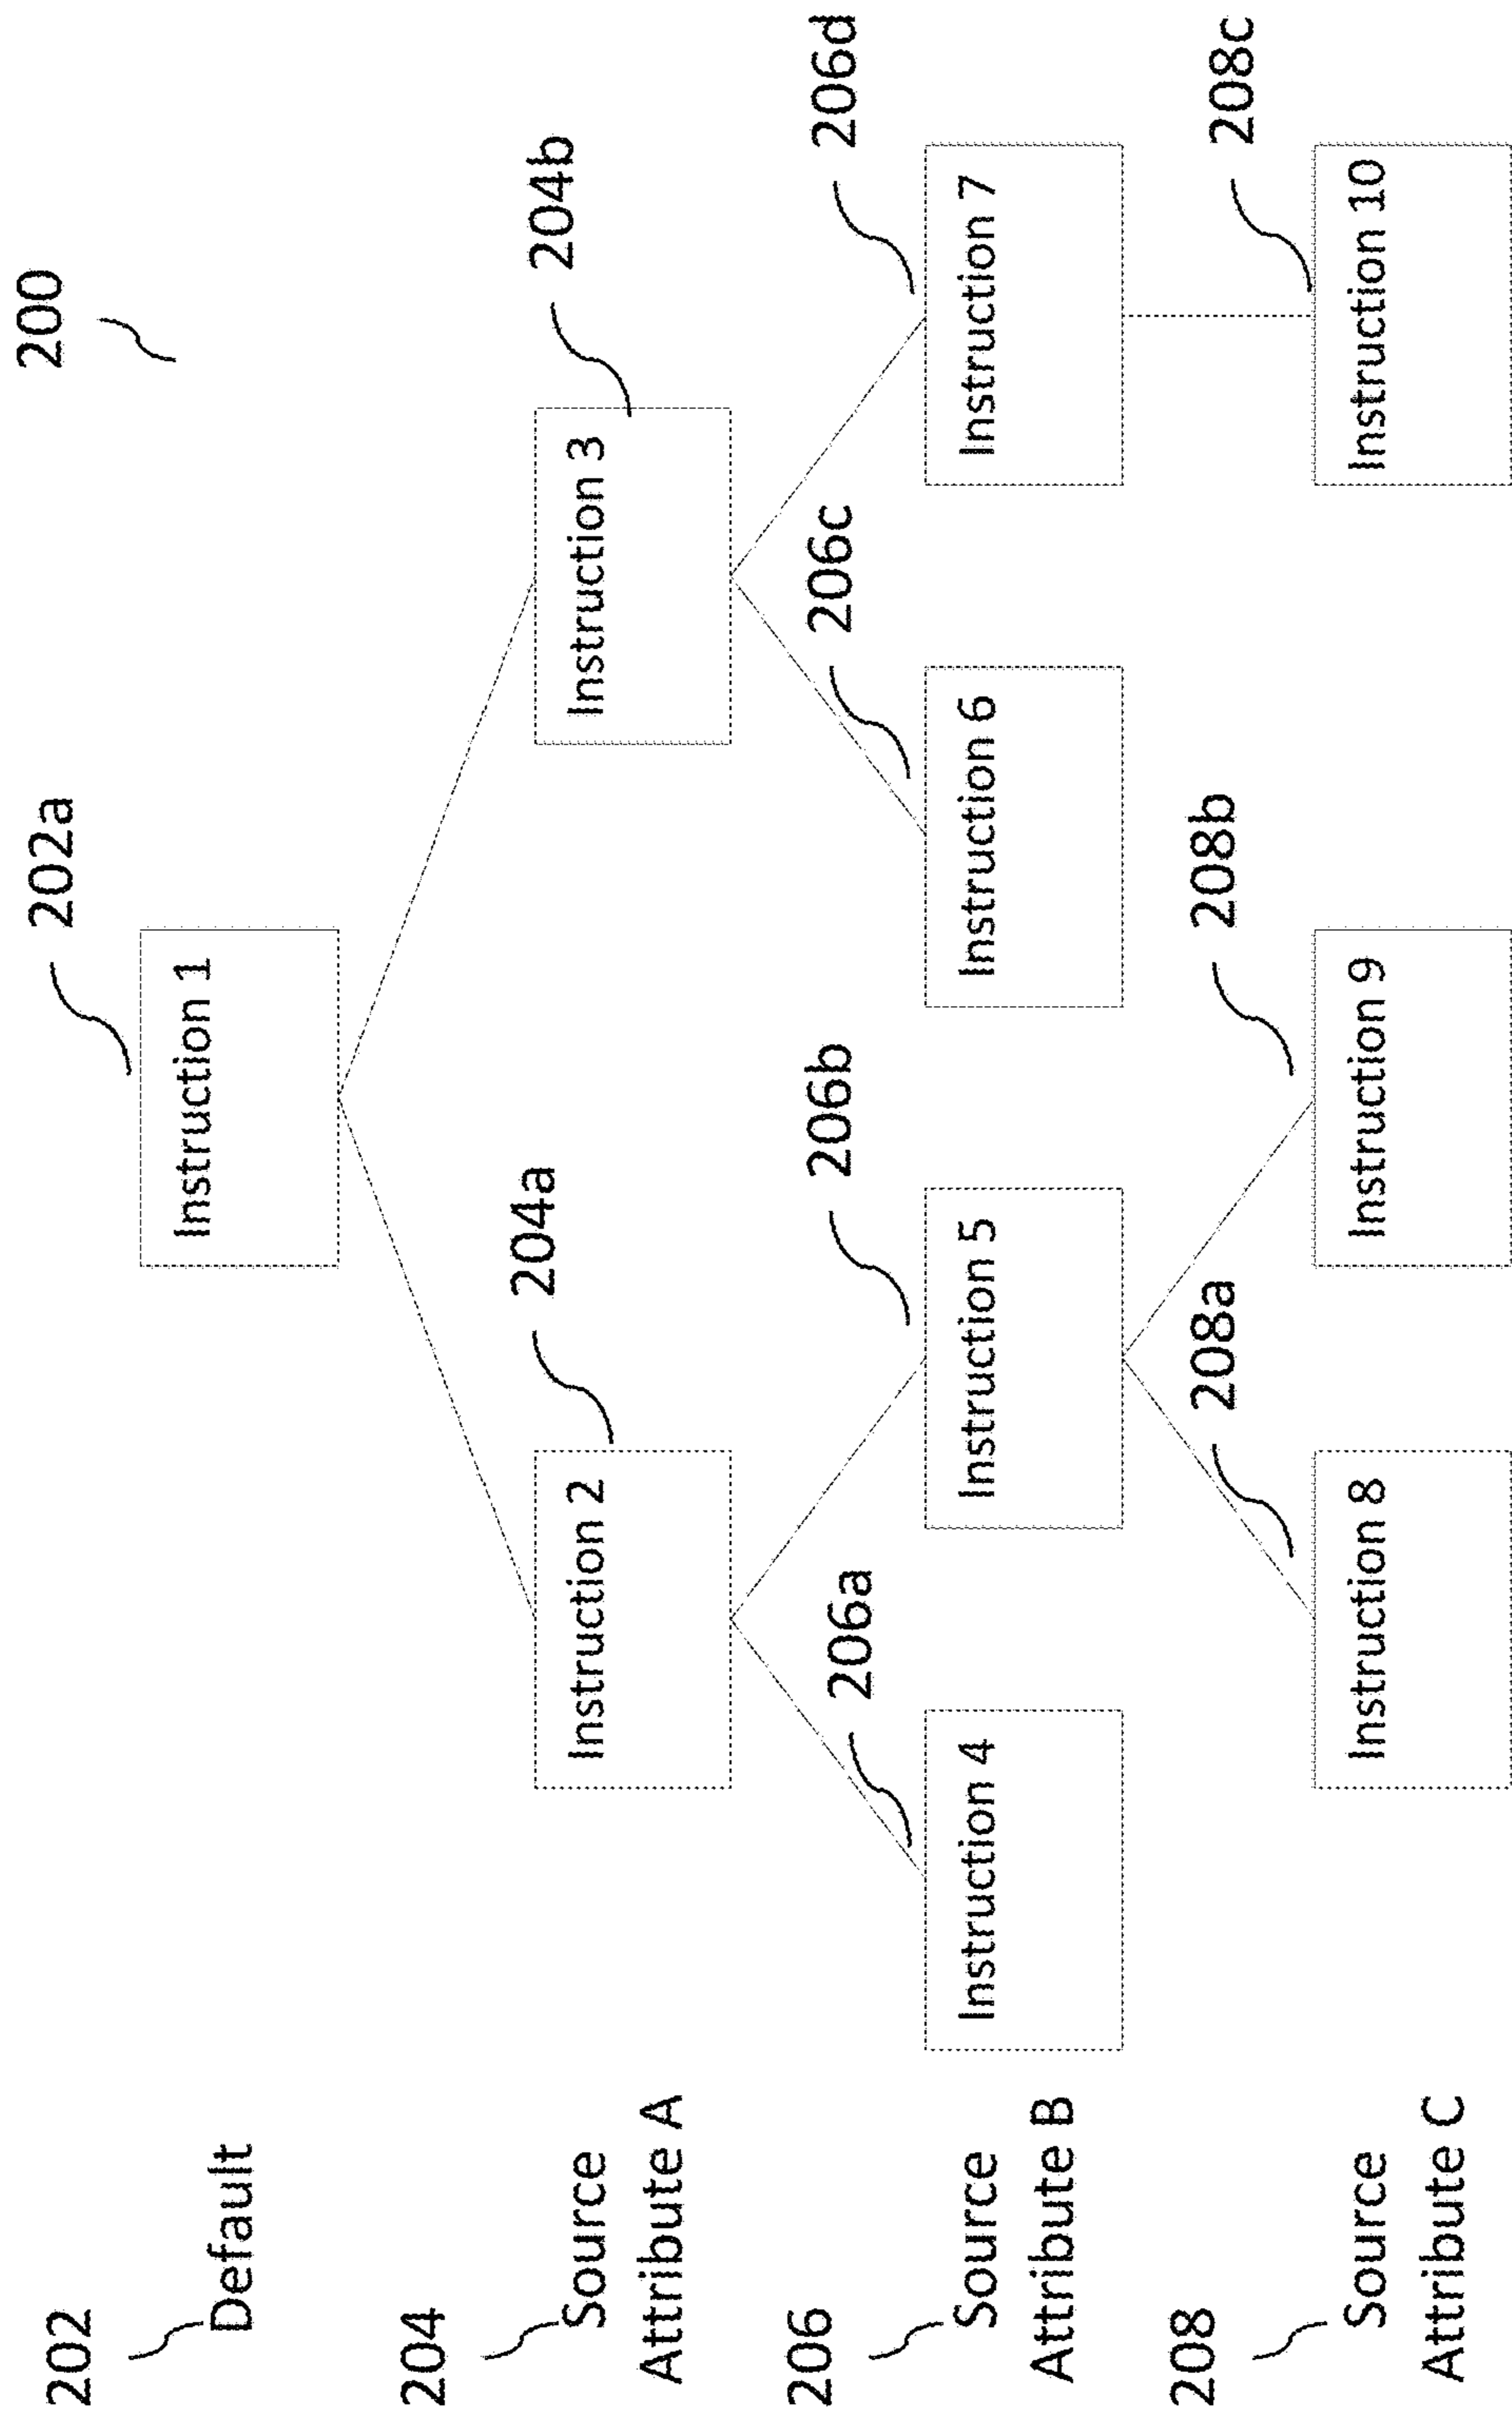 200
202
202a
Default
Instruction 1
204
204a
204b
Source
Attribute A
Instruction 2
Instruction 3
206
206a
206b
206c
206d
Source
Attribute B
Instruction 4
Instruction 5
Instruction 6
Instruction 7
208
208a
208b
208c
Source
Attribute C
Instruction 8
Instruction 9
Instruction 10